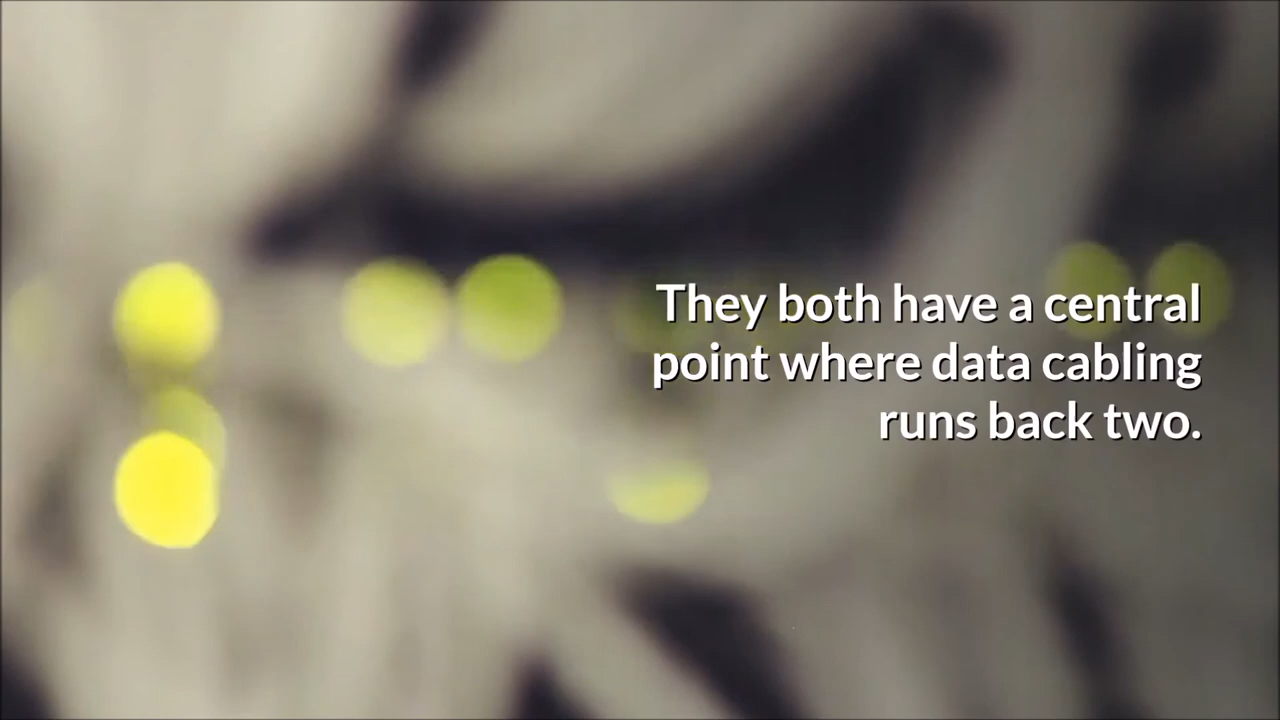 They both have a central
point where data cabling
runs back two.